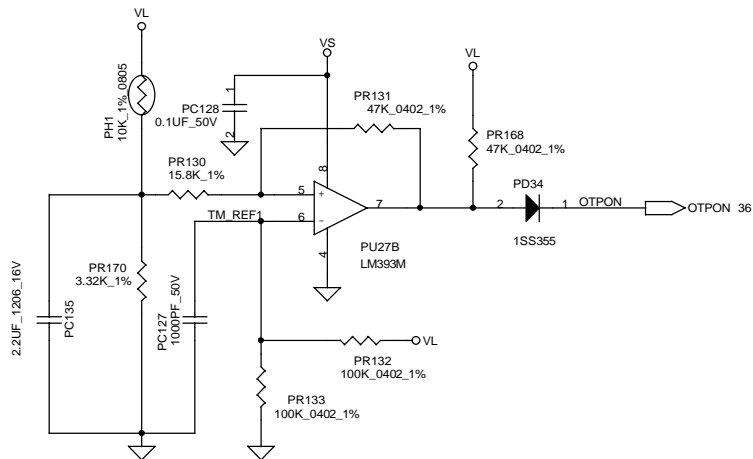 VL
PH1
10K_1%_0805
VS
1
PC128
0.1UF_50V
2
PR131
47K_0402_1%
VL
PR168
47K_0402_1%
PR130
15.8K_1%
8
5
+
6
−
7
4
TM_REF1
PU27B
LM393M
PD34
2
1
1SS355
OTPON
OTPON 36
2.2UF_1206_16V
PC135
PR170
3.32K_1%
PC127
1000PF_50V
VL
PR132
100K_0402_1%
PR133
100K_0402_1%